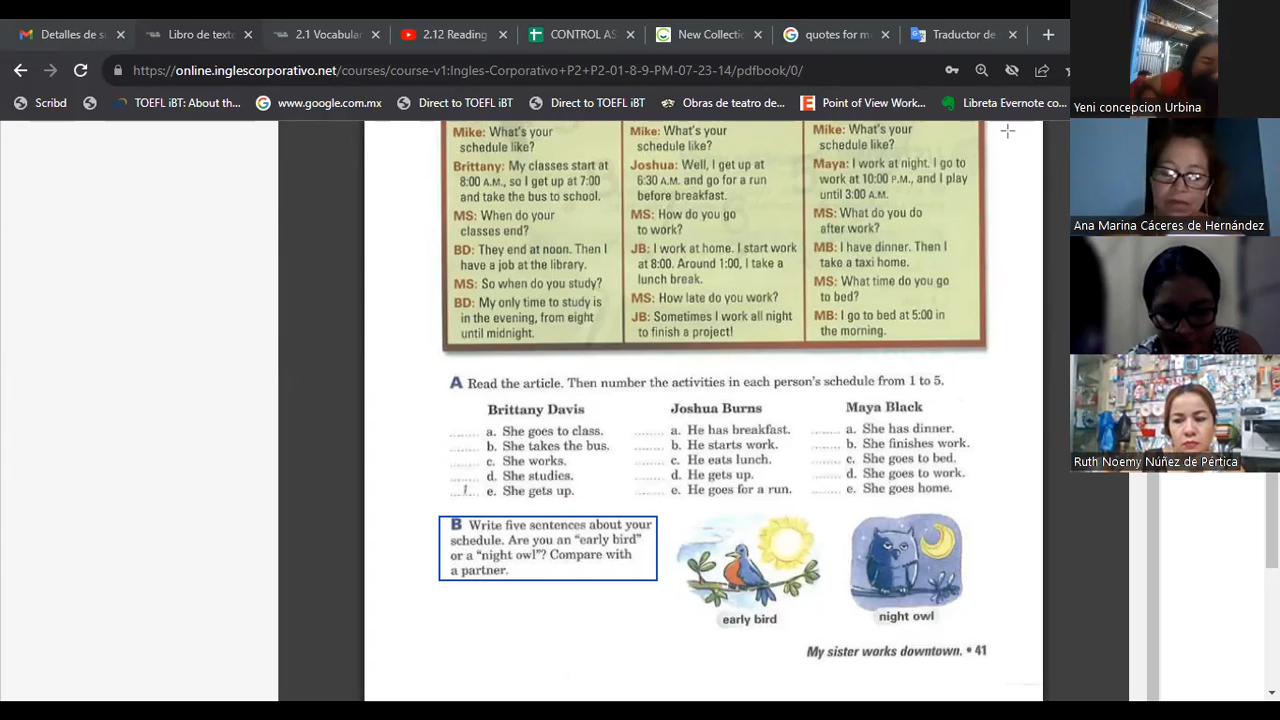 Detalles de su
Libro de texto
2.1 Vocabular
2.12 Reading
CONTROL AS
New Collectio
quotes for m
Traductor de
https://online.inglescorporativo.net/courses/course-v1:Ingles-Corporativo+P2+P2-01-8-9-PM-07-23-14/pdfbook/0/
Scribd
TOEFL iBT: About th...
www.google.com.mx
Direct to TOEFL iBT
Direct to TOEFL iBT
Obras de teatro de...
Point of View Work...
Libreta Evernote co...
Mike: What's your
schedule like?
Brittany: My classes start at
8:00 A.M., so I get up at 7:00
and take the bus to school.
MS: When do your
classes end?
BD: They end at noon. Then I
have a job at the library.
MS: So when do you study?
BD: My only time to study is
in the evening, from eight
until midnight.
Mike: What's your
schedule like?
Joshua: Well, I get up at
6:30 A.M. and go for a run
before breakfast.
MS: How do you go
to work?
JB: I work at home. I start work
at 8:00. Around 1:00, I take a
lunch break.
MS: How late do you work?
JB: Sometimes I work all night
to finish a project!
Mike: What's your
schedule like?
Maya: I work at night. I go to
work at 10:00 P.M., and I play
until 3:00 A.M.
MS: What do you do
after work?
MB: I have dinner. Then I
take a taxi home.
MS: What time do you go
to bed?
MB: I go to bed at 5:00 in
the morning.
A Read the article. Then number the activities in each person's schedule from 1 to 5.
Brittany Davis
........ a. She goes to class.
........ b. She takes the bus.
........ c. She works.
........ d. She studies.
...1... e. She gets up.
Joshua Burns
........ a. He has breakfast.
........ b. He starts work.
........ c. He eats lunch.
........ d. He gets up.
........ e. He goes for a run.
Maya Black
........ a. She has dinner.
........ b. She finishes work.
........ c. She goes to bed.
........ d. She goes to work.
........ e. She goes home.
B Write five sentences about your
schedule. Are you an "early bird"
or a "night owl"? Compare with
a partner.
early bird
night owl
My sister works downtown. • 41
Yeni concepcion Urbina
Ana Marina Cáceres de Hernández
Ruth Noemy Núñez de Pértica